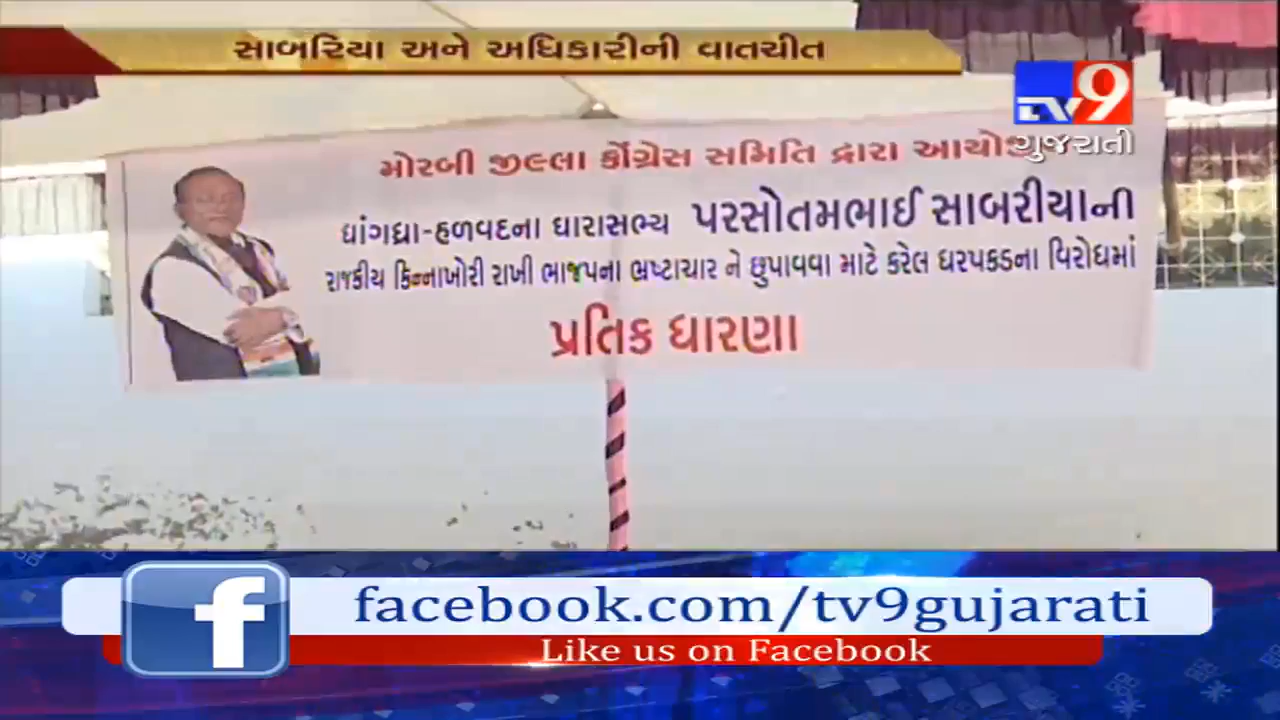 સાબરિયા અને અધિકારીની વાતચીત
TV9
ગુજરાતી
મોરબી જીલ્લા કોંગ્રેસ સમિતિ દ્વારા
ધ્રાંગધ્રા-હળવદના ધારાસભ્ય પરસોતમભાઈ સાબરીયાની
રાજકીય કિન્નાખોરી રાખી ભાજપના ભ્રષ્ટાચાર ને છુપાવવા માટે કરેલ ધરપકડના વિરોધમાં
પ્રતિક ધારણા
f facebook.com/tv9gujarati
Like us on Facebook